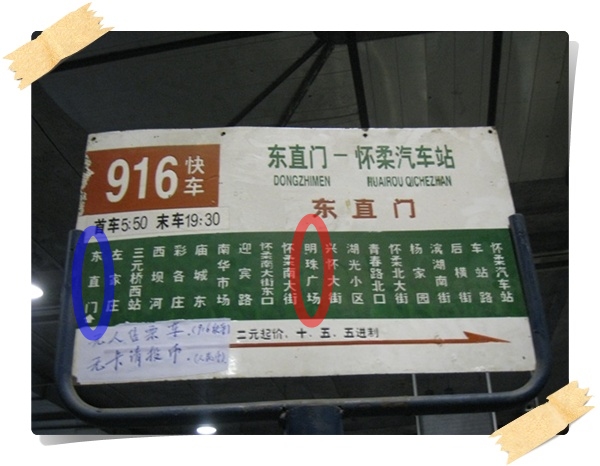 916 快车
东直门－怀柔汽车站
DONGZHIMEN HUAIROU QICHEZHAN
东直门
首车5:50 末车19:30
东直门
左家庄
三元桥西站
西坝河
彩各庄
庙城东
南华市场
迎宾路
怀柔南大街东口
怀柔南大街
明珠广场
兴怀大街
湖光小区
青春路北口
怀柔北大街
杨家园
滨湖南街
后横街
车站路
怀柔汽车站
无人售票车
二元起价、十、五、五进利
无卡请投币